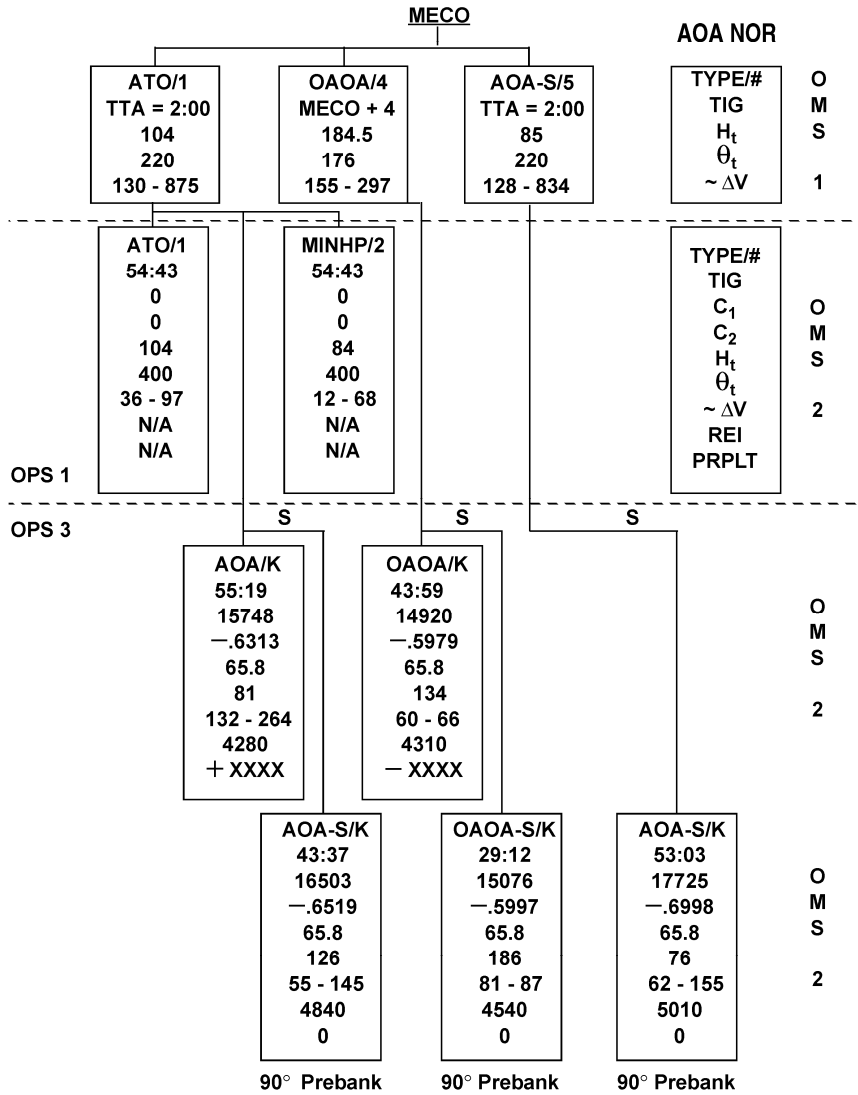 MECO
AOA NOR
ATO/1
TTA = 2:00
104
220
130 - 875
OAOA/4
MECO + 4
184.5
176
155 - 297
AOA-S/5
TTA = 2:00
85
220
128 - 834
TYPE/#
TIG
Hₜ
θₜ
~ ΔV
O
M
S
1
ATO/1
54:43
0
0
104
400
36 - 97
N/A
N/A
MINHP/2
54:43
0
0
84
400
12 - 68
N/A
N/A
TYPE/#
TIG
C₁
C₂
Hₜ
θₜ
~ ΔV
REI
PRPLT
O
M
S
2
OPS 1
OPS 3
S
S
S
AOA/K
55:19
15748
—.6313
65.8
81
132 - 264
4280
+ XXXX
OAOA/K
43:59
14920
—.5979
65.8
134
60 - 66
4310
— XXXX
O
M
S
2
AOA-S/K
43:37
16503
—.6519
65.8
126
55 - 145
4840
0
90° Prebank
OAOA-S/K
29:12
15076
—.5997
65.8
186
81 - 87
4540
0
90° Prebank
AOA-S/K
53:03
17725
—.6998
65.8
76
62 - 155
5010
0
90° Prebank
O
M
S
2